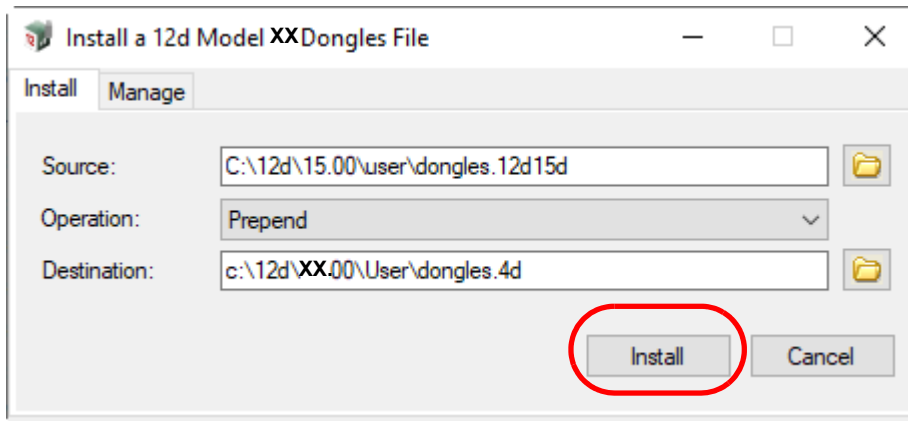 Install a 12d Model XX Dongles File
Install Manage
Source: C:\12d\15.00\user\dongles.12d15d
Operation: Prepend
Destination: c:\12d\XX.00\User\dongles.4d
Install Cancel